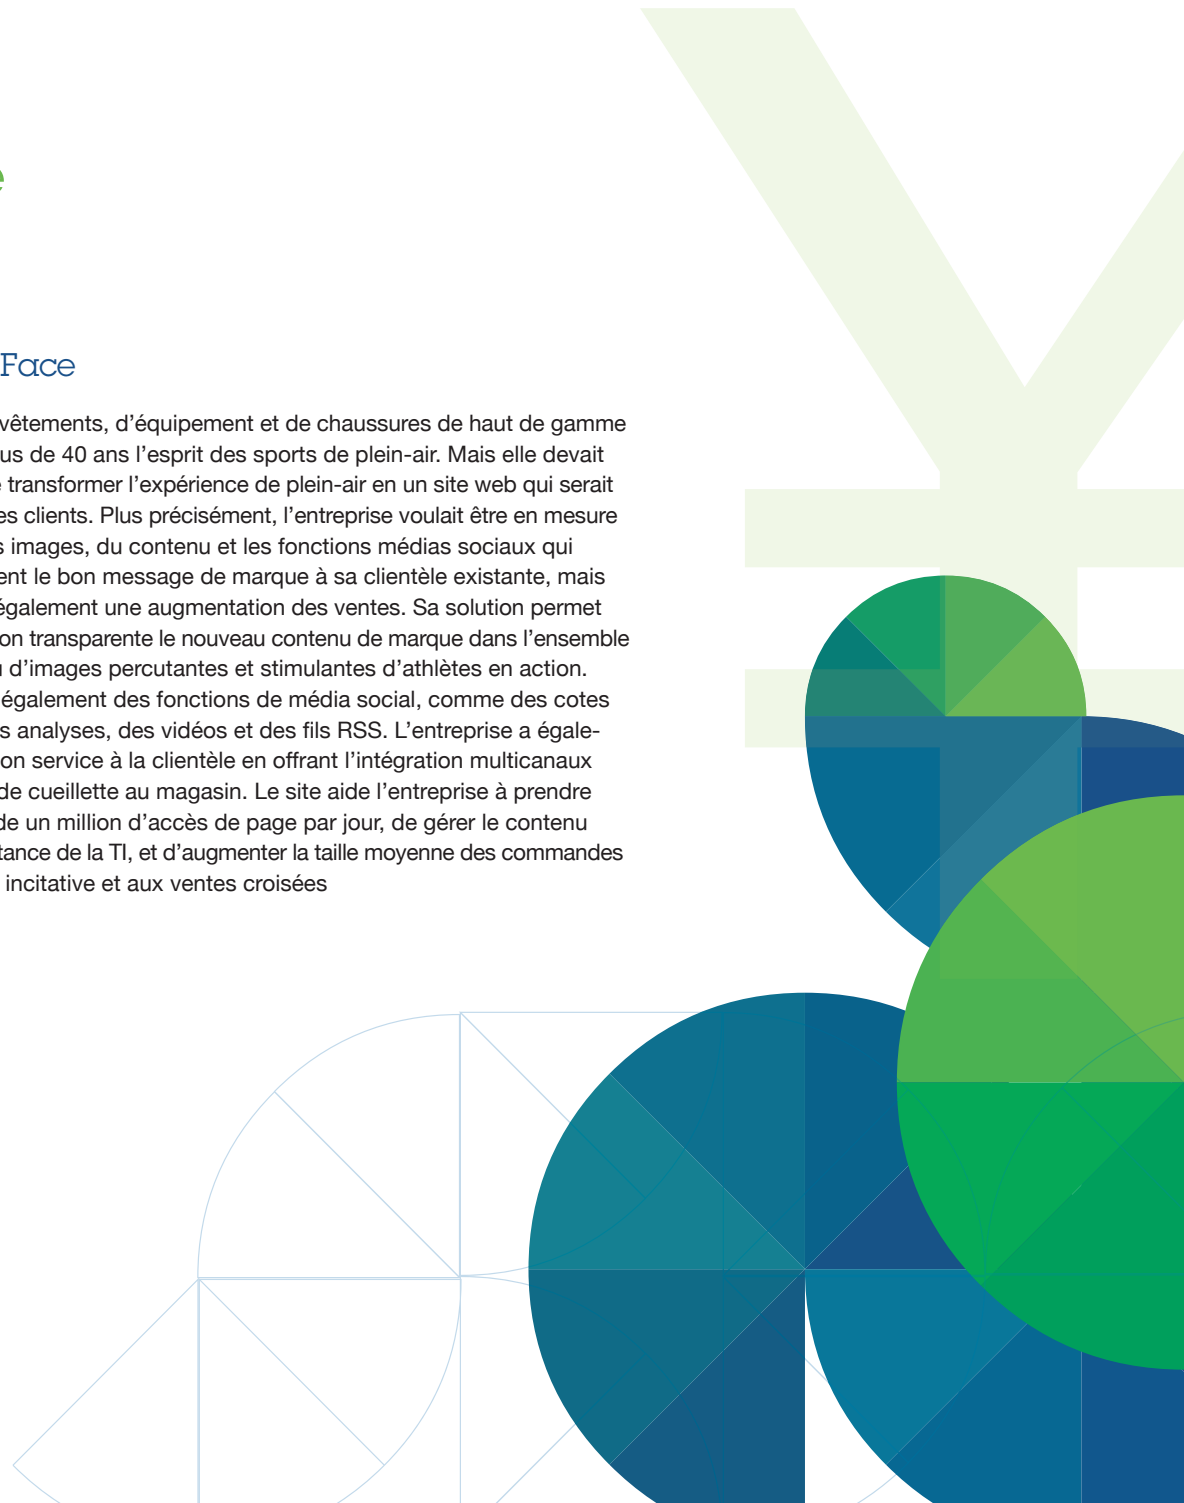 e
Face
vêtements, d’équipement et de chaussures de haut de gamme
us de 40 ans l’esprit des sports de plein-air. Mais elle devait
transformer l’expérience de plein-air en un site web qui serait
es clients. Plus précisément, l’entreprise voulait être en mesure
s images, du contenu et les fonctions médias sociaux qui
ent le bon message de marque à sa clientèle existante, mais
également une augmentation des ventes. Sa solution permet
on transparente le nouveau contenu de marque dans l’ensemble
d’images percutantes et stimulantes d’athlètes en action.
également des fonctions de média social, comme des cotes
s analyses, des vidéos et des fils RSS. L’entreprise a égale-
on service à la clientèle en offrant l’intégration multicanaux
de cueillette au magasin. Le site aide l’entreprise à prendre
de un million d’accès de page par jour, de gérer le contenu
tance de la TI, et d’augmenter la taille moyenne des commandes
incitative et aux ventes croisées
¥